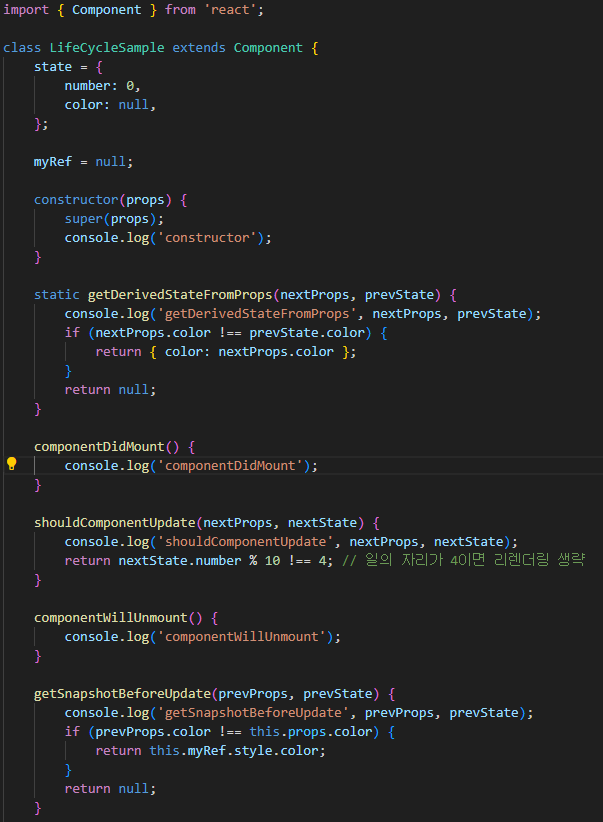 import { Component } from 'react';
class LifeCycleSample extends Component {
state = {
number: 0,
color: null,
};
myRef = null;
constructor(props) {
super(props);
console.log('constructor');
}
static getDerivedStateFromProps(nextProps, prevState) {
console.log('getDerivedStateFromProps', nextProps, prevState);
if (nextProps.color !== prevState.color) {
return { color: nextProps.color };
}
return null;
}
componentDidMount() {
console.log('componentDidMount');
}
shouldComponentUpdate(nextProps, nextState) {
console.log('shouldComponentUpdate', nextProps, nextState);
return nextState.number % 10 !== 4; // 일의 자리가 4이면 리렌더링 생략
}
componentWillUnmount() {
console.log('componentWillUnmount');
}
getSnapshotBeforeUpdate(prevProps, prevState) {
console.log('getSnapshotBeforeUpdate', prevProps, prevState);
if (prevProps.color !== this.props.color) {
return this.myRef.style.color;
}
return null;
}